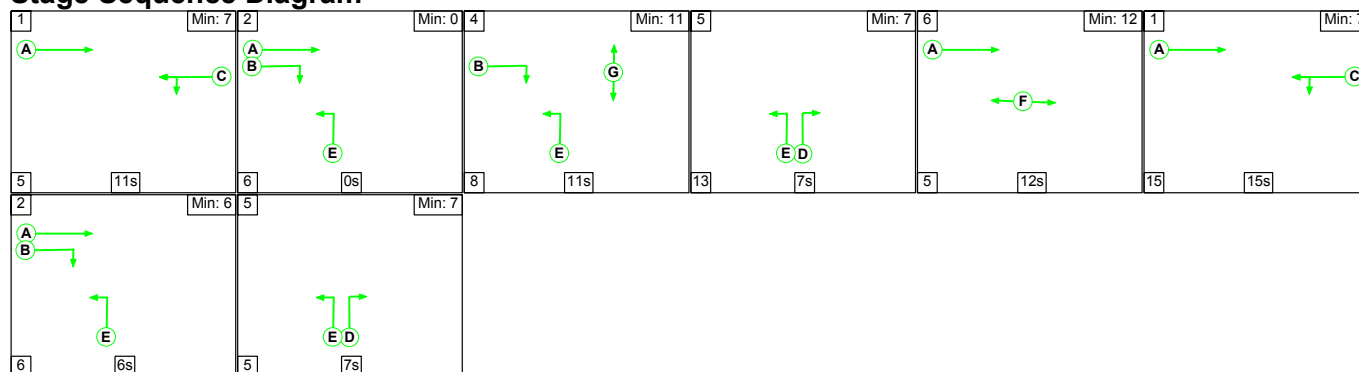 Stage Sequence Diagram
1 Min: 7
A
C
5 11s
2 Min: 0
A
B
E
6 0s
4 Min: 11
B
G
E
8 11s
5 Min: 7
E D
13 7s
6 Min: 12
A
F
5 12s
1 Min: 7
A
C
15 15s
2 Min: 6
A
B
E
6 6s
5 Min: 7
E D
5 7s